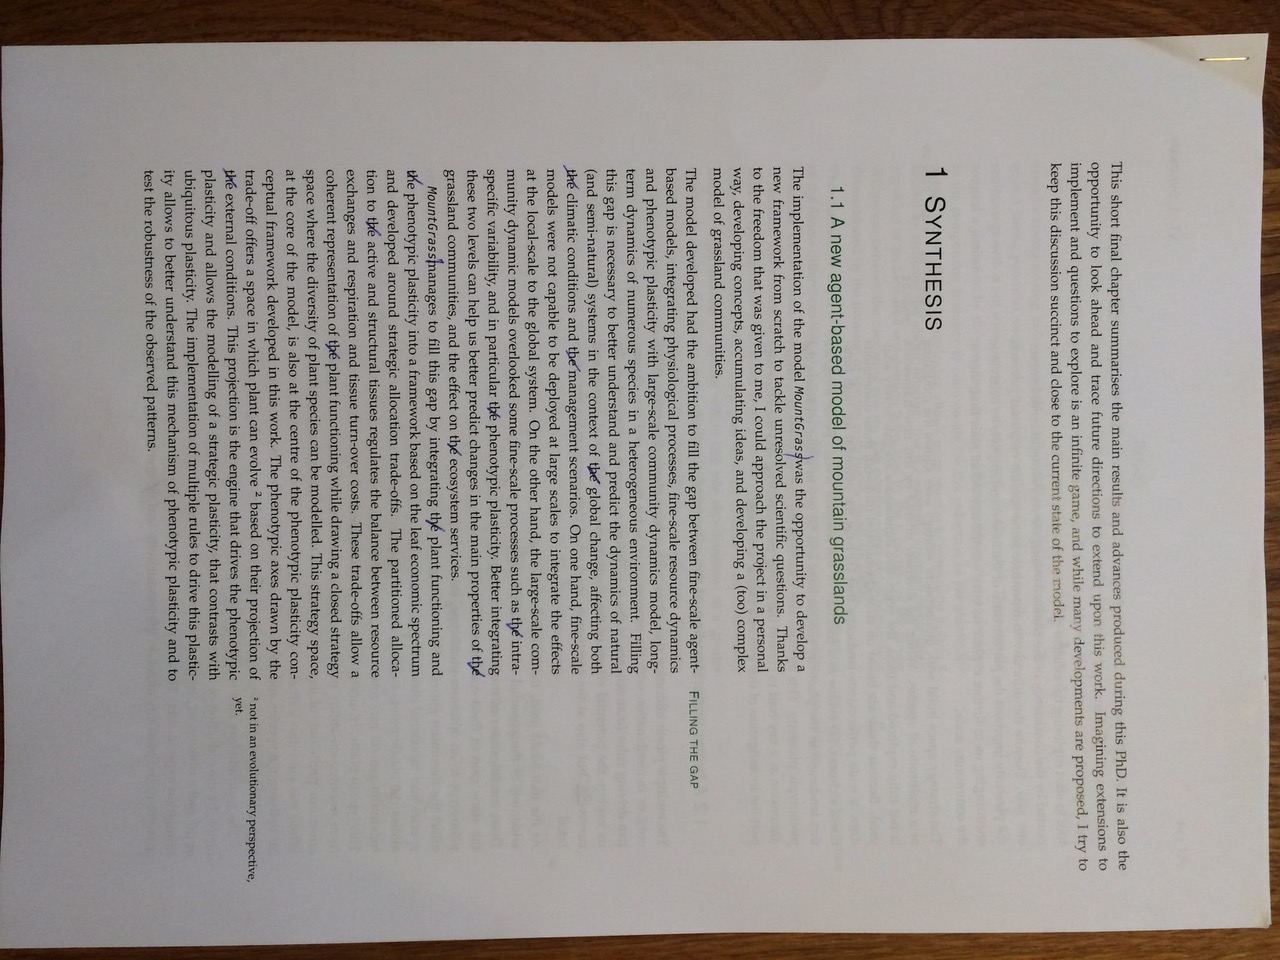 This short final chapter summarises the main results and advances produced during this PhD. It is also the
opportunity to look ahead and trace future directions to extend upon this work. Imagining extensions to
implement and questions to explore is an infinite game, and while many developments are proposed, I try to
keep this discussion succinct and close to the current state of the model.
1 SYNTHESIS
1.1 A new agent-based model of mountain grasslands
The implementation of the model MountGrass was the opportunity to develop a
new framework from scratch to tackle unresolved scientific questions. Thanks
to the freedom that was given to me, I could approach the project in a personal
way, developing concepts, accumulating ideas, and developing a (too) complex
model of grassland communities.
The model developed had the ambition to fill the gap between fine-scale agent-
FILLING THE GAP
based models, integrating physiological processes, fine-scale resource dynamics
and phenotypic plasticity with large-scale community dynamics model, long-
term dynamics of numerous species in a heterogeneous environment. Filling
this gap is necessary to better understand and predict the dynamics of natural
(and semi-natural) systems in the context of the global change, affecting both
the climatic conditions and the management scenarios. On one hand, fine-scale
models were not capable to be deployed at large scales to integrate the effects
at the local-scale to the global system. On the other hand, the large-scale com-
munity dynamic models overlooked some fine-scale processes such as the intra-
specific variability, and in particular the phenotypic plasticity. Better integrating
these two levels can help us better predict changes in the main properties of the
grassland communities, and the effect on the ecosystem services.
MountGrass manages to fill this gap by integrating the plant functioning and
the phenotypic plasticity into a framework based on the leaf economic spectrum
and developed around strategic allocation trade-offs. The partitioned alloca-
tion to the active and structural tissues regulates the balance between resource
exchanges and respiration and tissue turn-over costs. These trade-offs allow a
coherent representation of the plant functioning while drawing a closed strategy
space where the diversity of plant species can be modelled. This strategy space,
at the core of the model, is also at the centre of the phenotypic plasticity con-
ceptual framework developed in this work. The phenotypic axes drawn by the
trade-off offers a space in which plant can evolve ² based on their projection of
² not in an evolutionary perspective,
yet.
the external conditions. This projection is the engine that drives the phenotypic
plasticity and allows the modelling of a strategic plasticity, that contrasts with
ubiquitous plasticity. The implementation of multiple rules to drive this plastic-
ity allows to better understand this mechanism of phenotypic plasticity and to
test the robustness of the observed patterns.